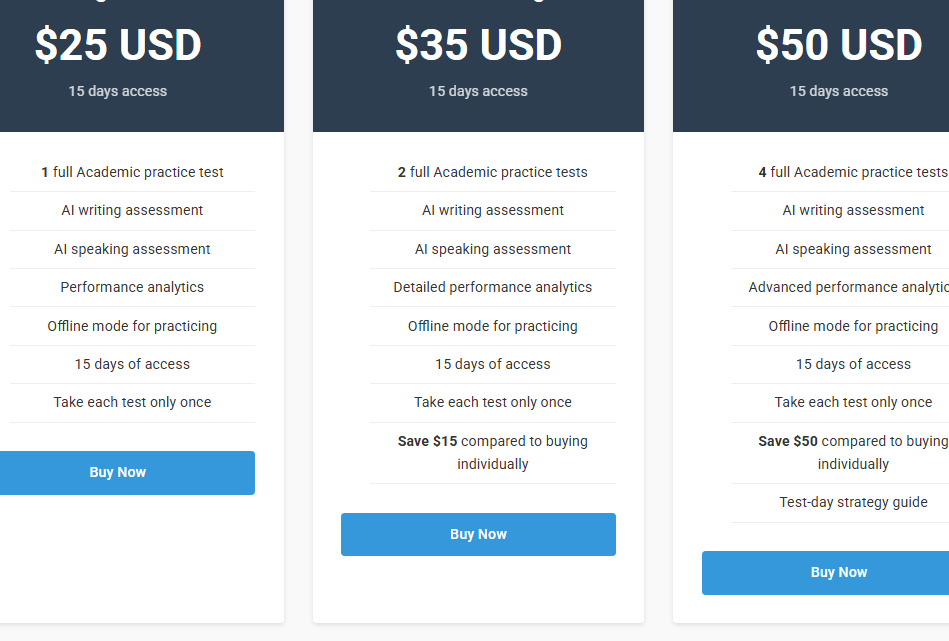 $25 USD
15 days access
1 full Academic practice test
AI writing assessment
AI speaking assessment
Performance analytics
Offline mode for practicing
15 days of access
Take each test only once
Buy Now
$35 USD
15 days access
2 full Academic practice tests
AI writing assessment
AI speaking assessment
Detailed performance analytics
Offline mode for practicing
15 days of access
Take each test only once
Save $15 compared to buying
individually
Buy Now
$50 USD
15 days access
4 full Academic practice tests
AI writing assessment
AI speaking assessment
Advanced performance analytic
Offline mode for practicing
15 days of access
Take each test only once
Save $50 compared to buying
individually
Test-day strategy guide
Buy Now